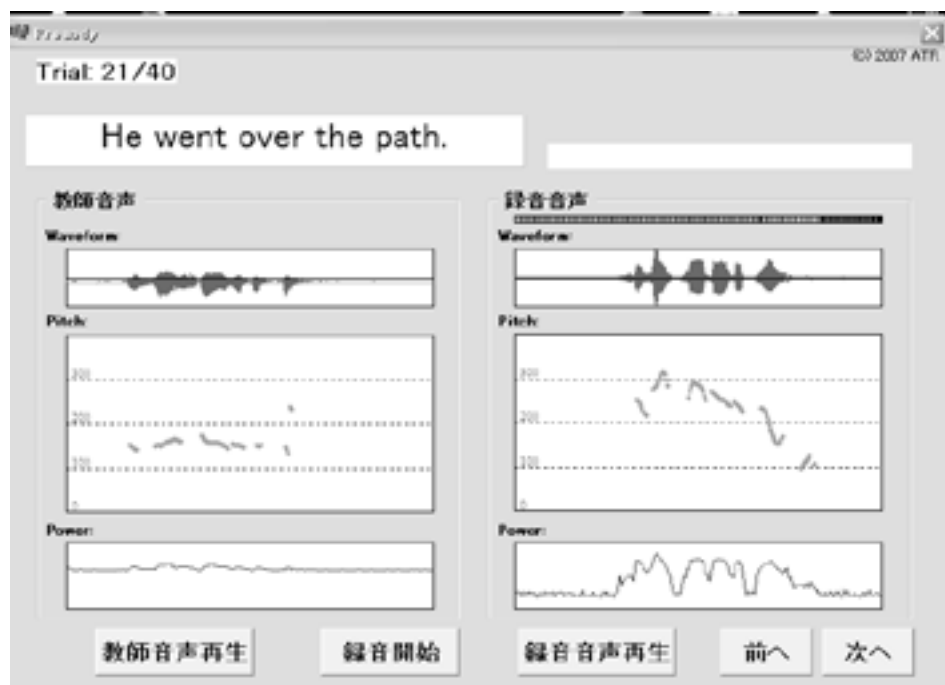 Prosody
(C) 2007 ATR
Trial: 21/40
He went over the path.
教師音声
Waveform:
Pitch:
300
200
100
0
Power:
録音音声
Waveform:
Pitch:
300
200
100
0
Power:
教師音声再生
録音開始
録音音声再生
前へ
次へ